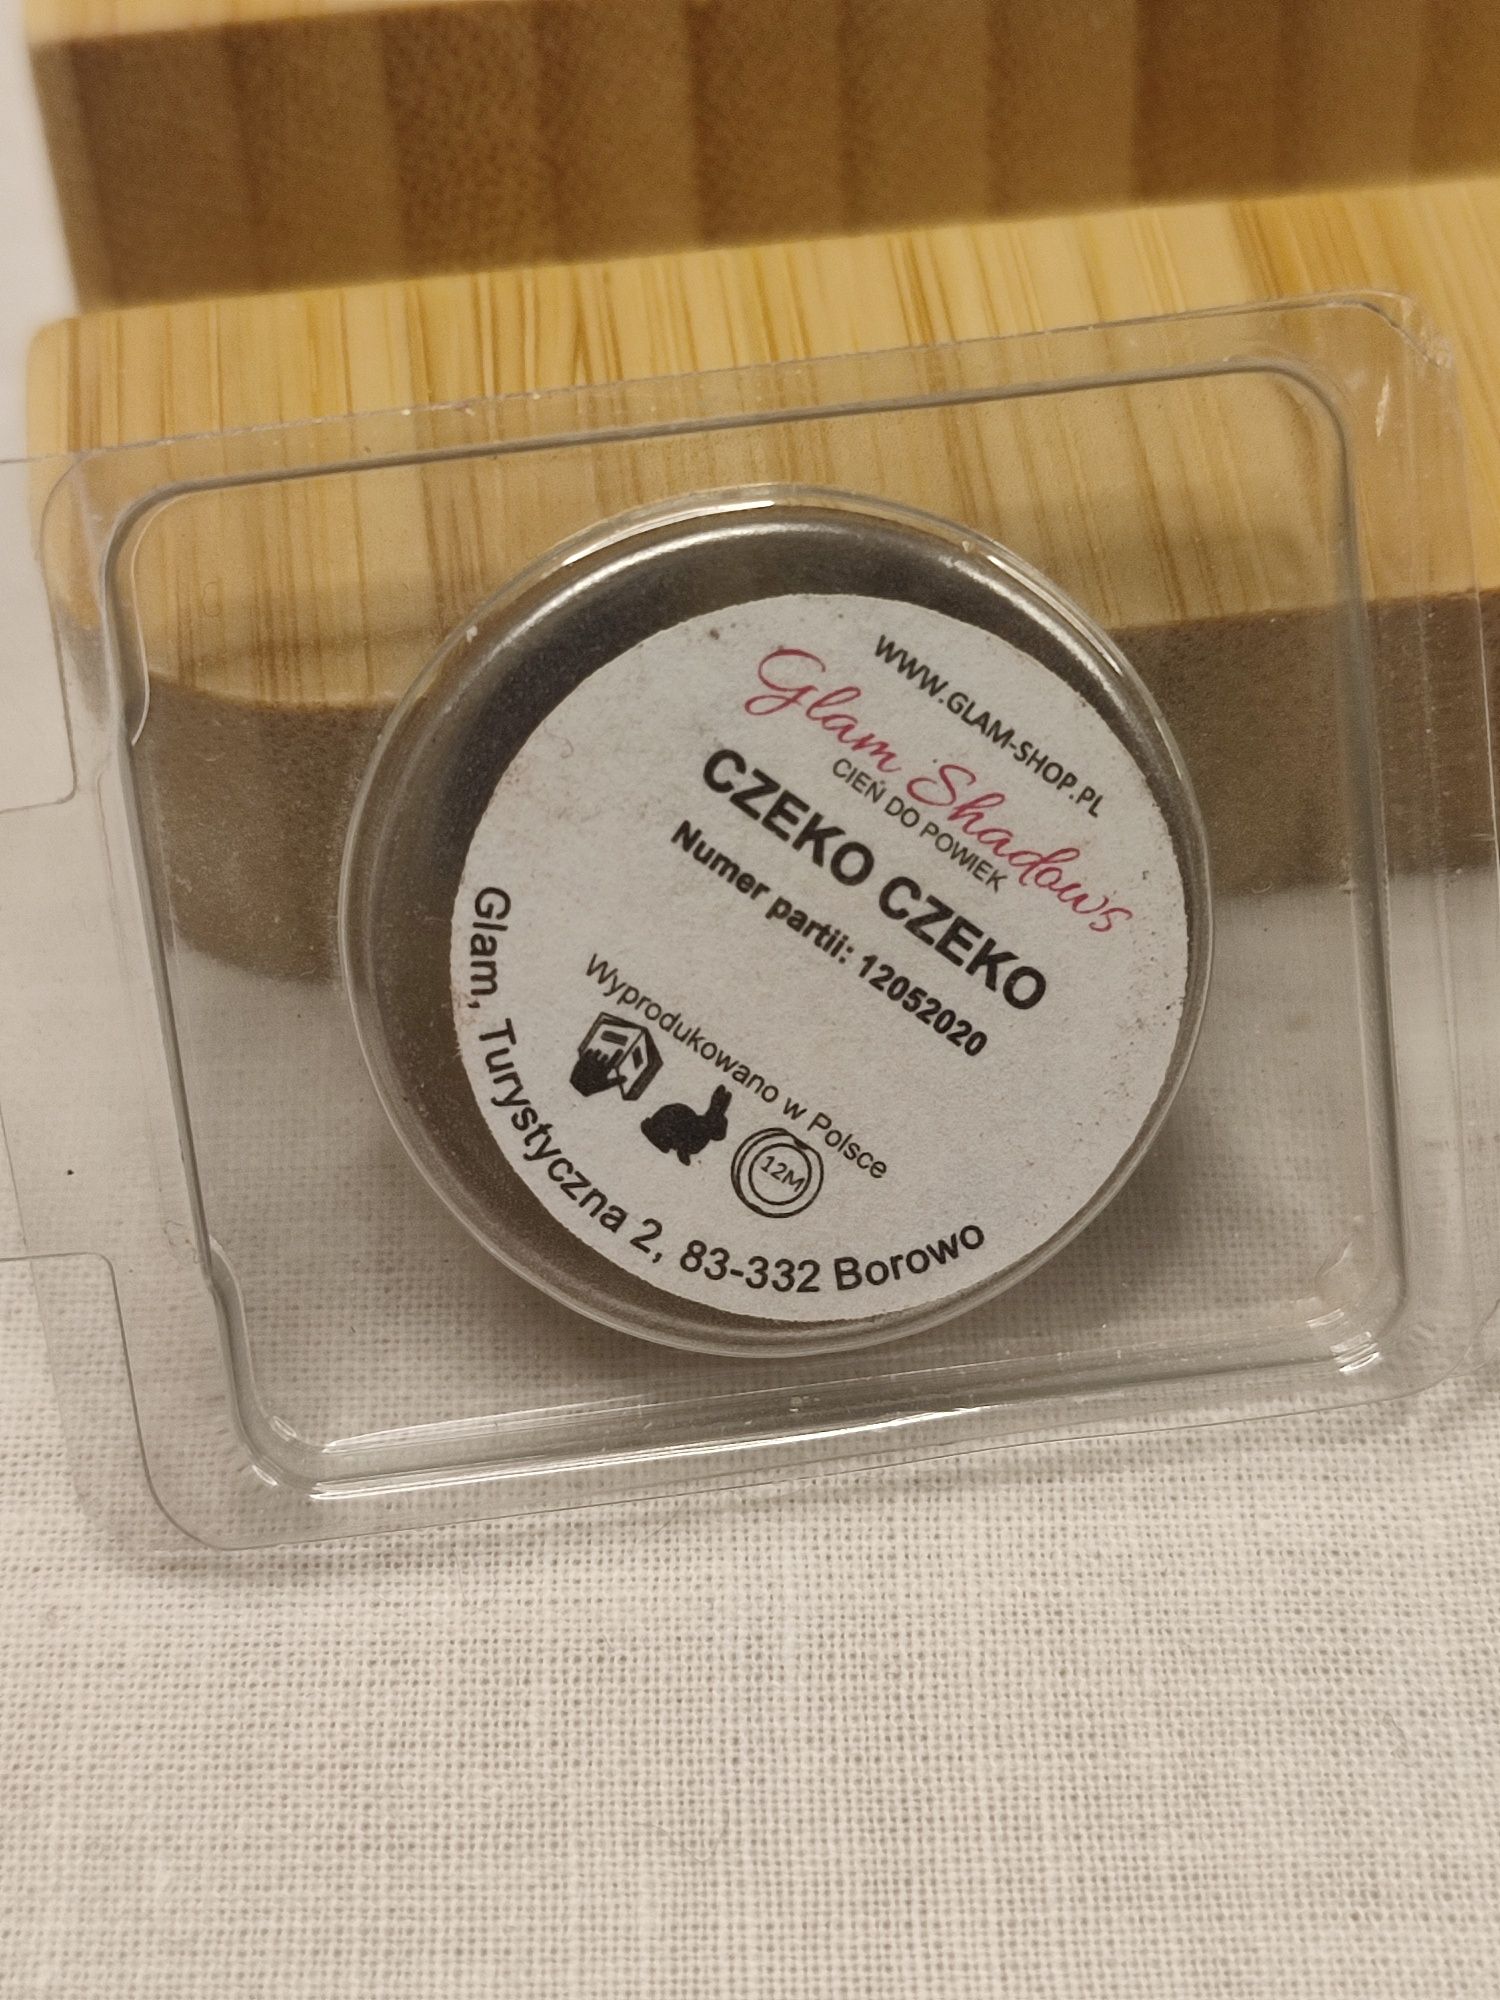 WWW.GLAM-SHOP.PL
Glam Shadows
CIEŃ DO POWIEK
CZEKO CZEKO
Numer partii: 12052020
Wyprodukowano w Polsce
12M
Glam, Turystyczna 2, 83-332 Borowo